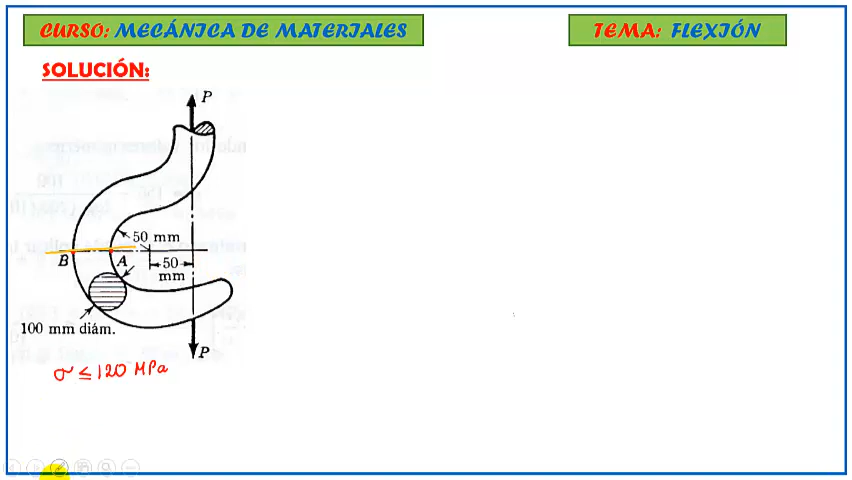 CURSO: MECÁNICA DE MATERIALES
TEMA: FLEXIÓN
SOLUCIÓN:
P
50 mm
B
A
50
mm
100 mm diám.
P
σ ≤ 120 MPa